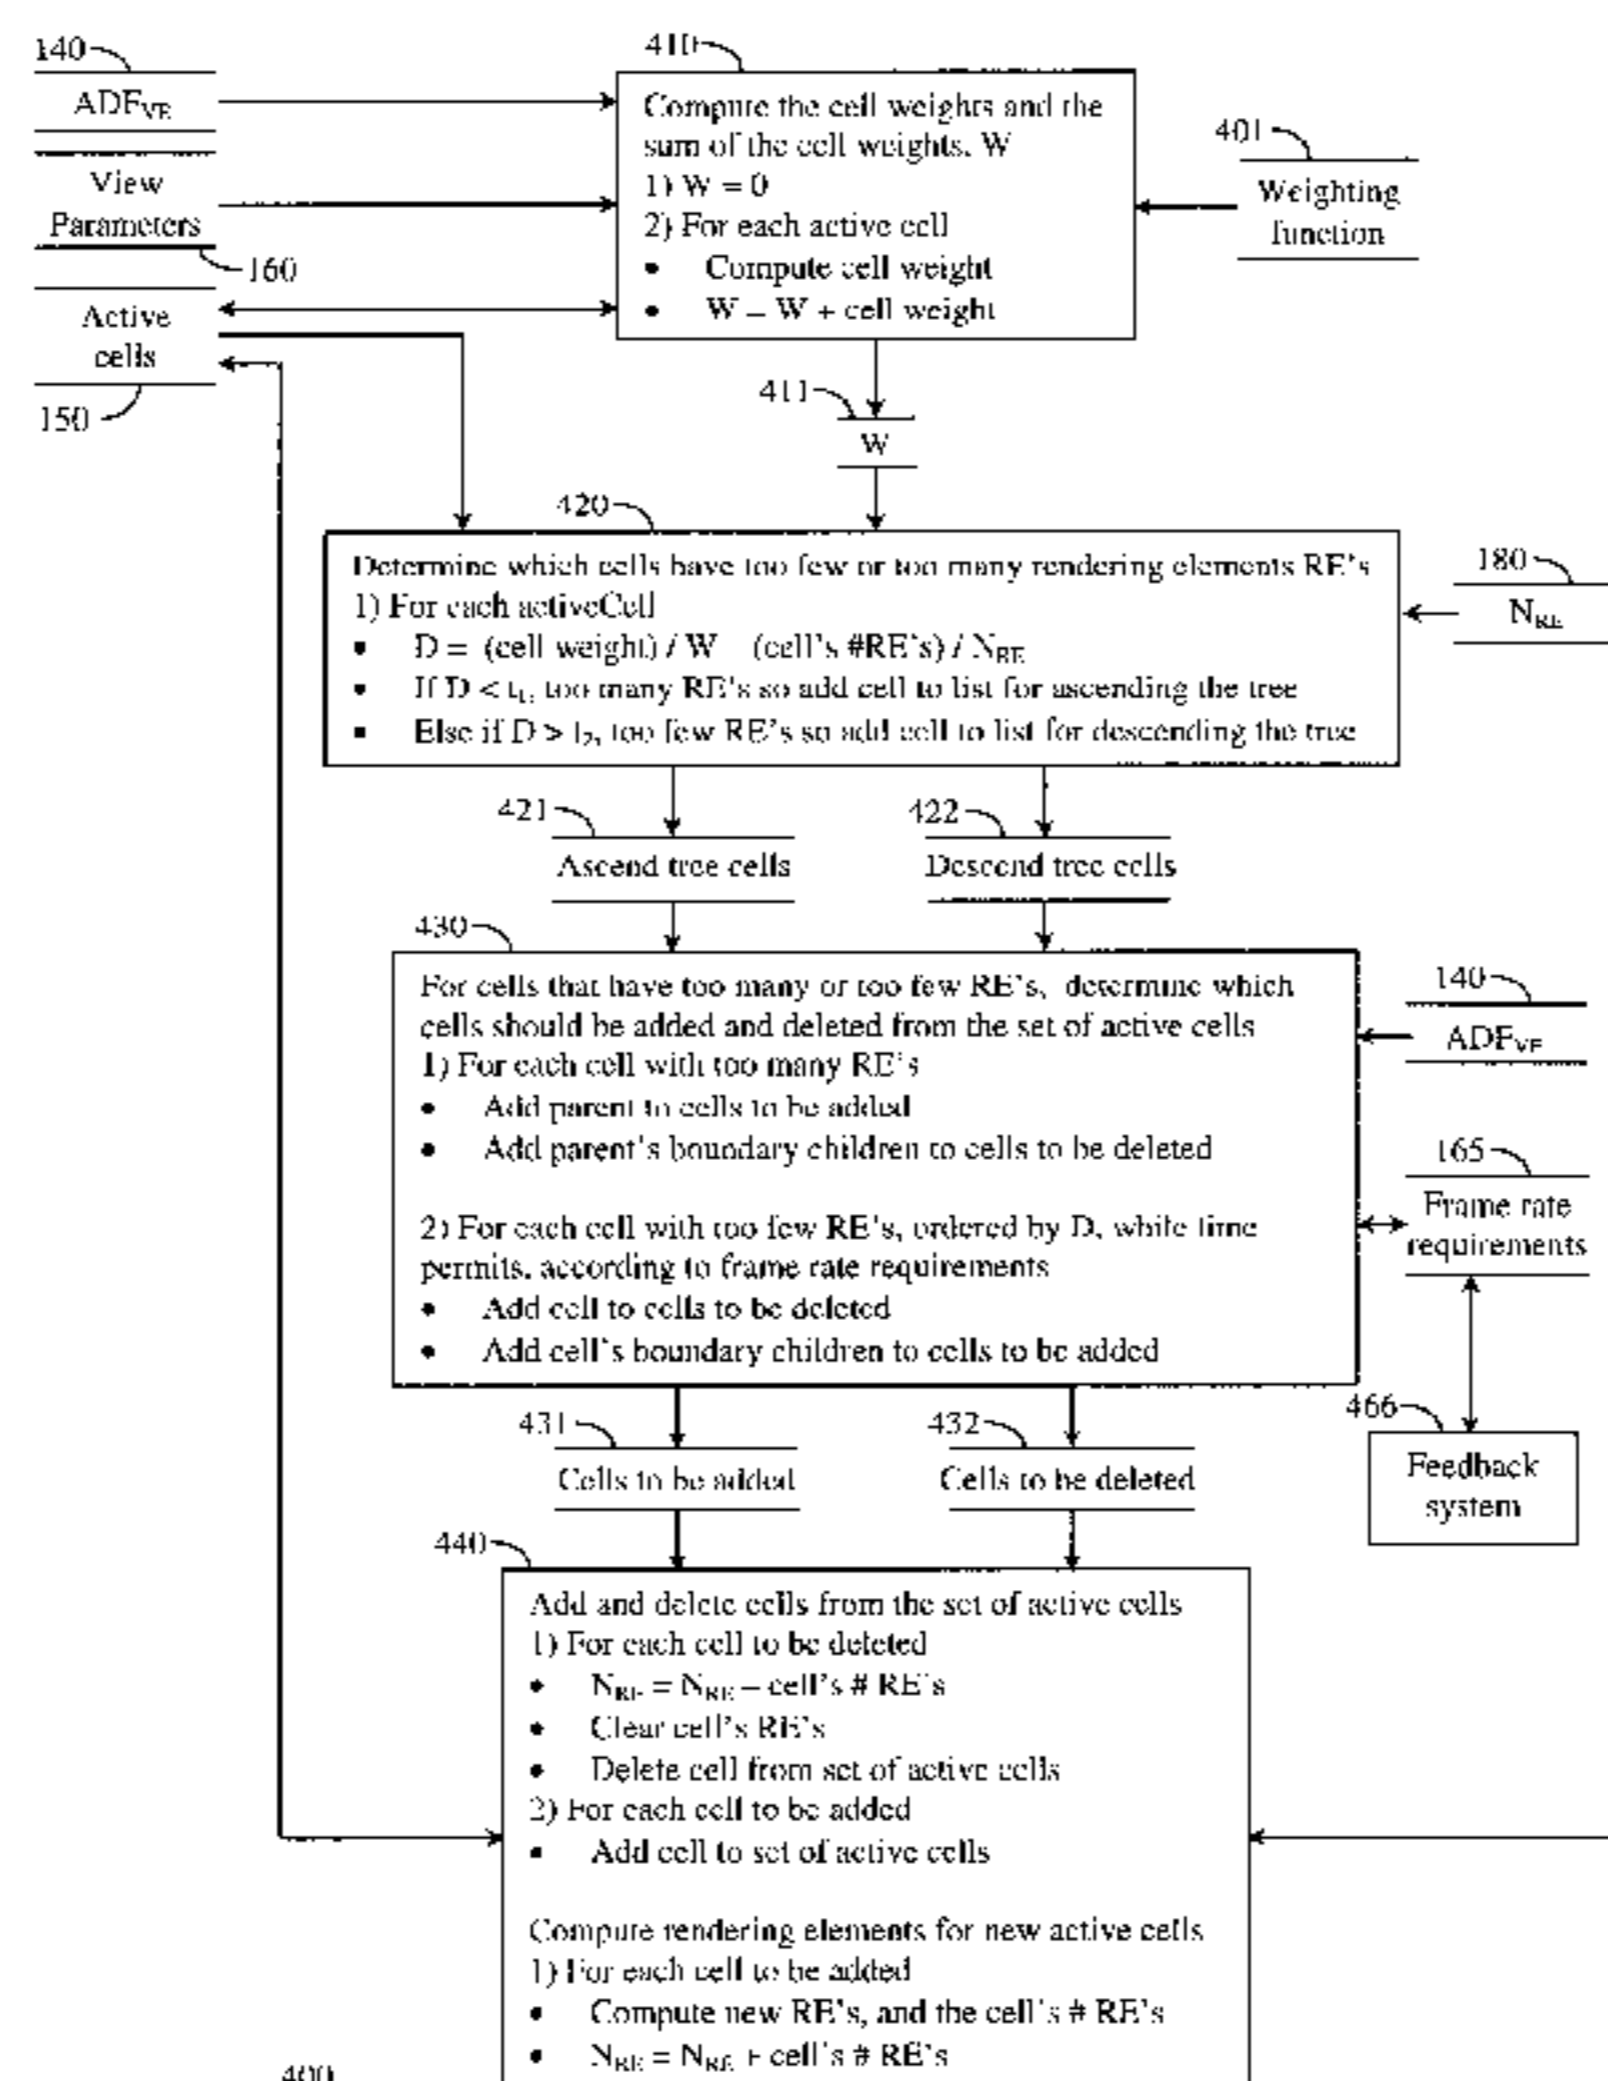 140
ADF_VE
View
Parameters
160
Active
cells
150
410
Compute the cell weights and the
sum of the cell weights, W
1) W = 0
2) For each active cell
• Compute cell weight
• W = W + cell weight
401
Weighting
function
411
W
420
Determine which cells have too few or too many rendering elements RE's
1) For each activeCell
• D = (cell weight) / W (cell's #RE's) / N_RE
• If D < t₁, too many RE's so add cell to list for ascending the tree
• Else if D > t₂, too few RE's so add cell to list for descending the tree
180
N_RE
421
Ascend tree cells
422
Descend tree cells
430
For cells that have too many or too few RE's, determine which
cells should be added and deleted from the set of active cells
1) For each cell with too many RE's
• Add parent to cells to be added
• Add parent's boundary children to cells to be deleted
2) For each cell with too few RE's, ordered by D, while time
permits, according to frame rate requirements
• Add cell to cells to be deleted
• Add cell's boundary children to cells to be added
140
ADF_VE
165
Frame rate
requirements
466
Feedback
system
431
Cells to be added
432
Cells to be deleted
440
Add and delete cells from the set of active cells
1) For each cell to be deleted
• N_RE = N_RE – cell's # RE's
• Clear cell's RE's
• Delete cell from set of active cells
2) For each cell to be added
• Add cell to set of active cells
Compute rendering elements for new active cells
1) For each cell to be added
• Compute new RE's, and the cell's # RE's
• N_RE = N_RE + cell's # RE's
400